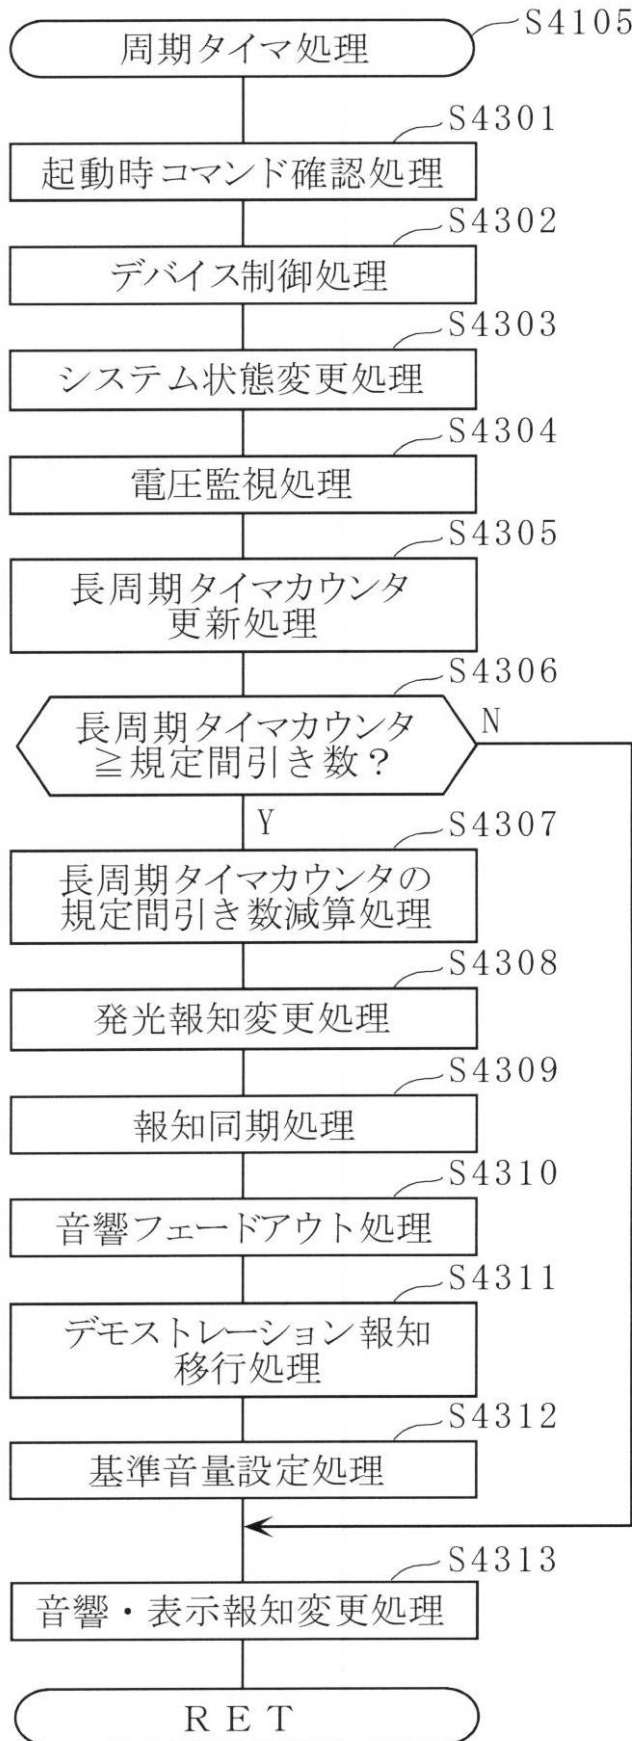 S4105
周期タイマ処理
S4301
起動時コマンド確認処理
S4302
デバイス制御処理
S4303
システム状態変更処理
S4304
電圧監視処理
S4305
長周期タイマカウンタ
更新処理
S4306
長周期タイマカウンタ
≧規定間引き数?
N
Y
S4307
長周期タイマカウンタの
規定間引き数減算処理
S4308
発光報知変更処理
S4309
報知同期処理
S4310
音響フェードアウト処理
S4311
デモストレーション報知
移行処理
S4312
基準音量設定処理
S4313
音響・表示報知変更処理
RET